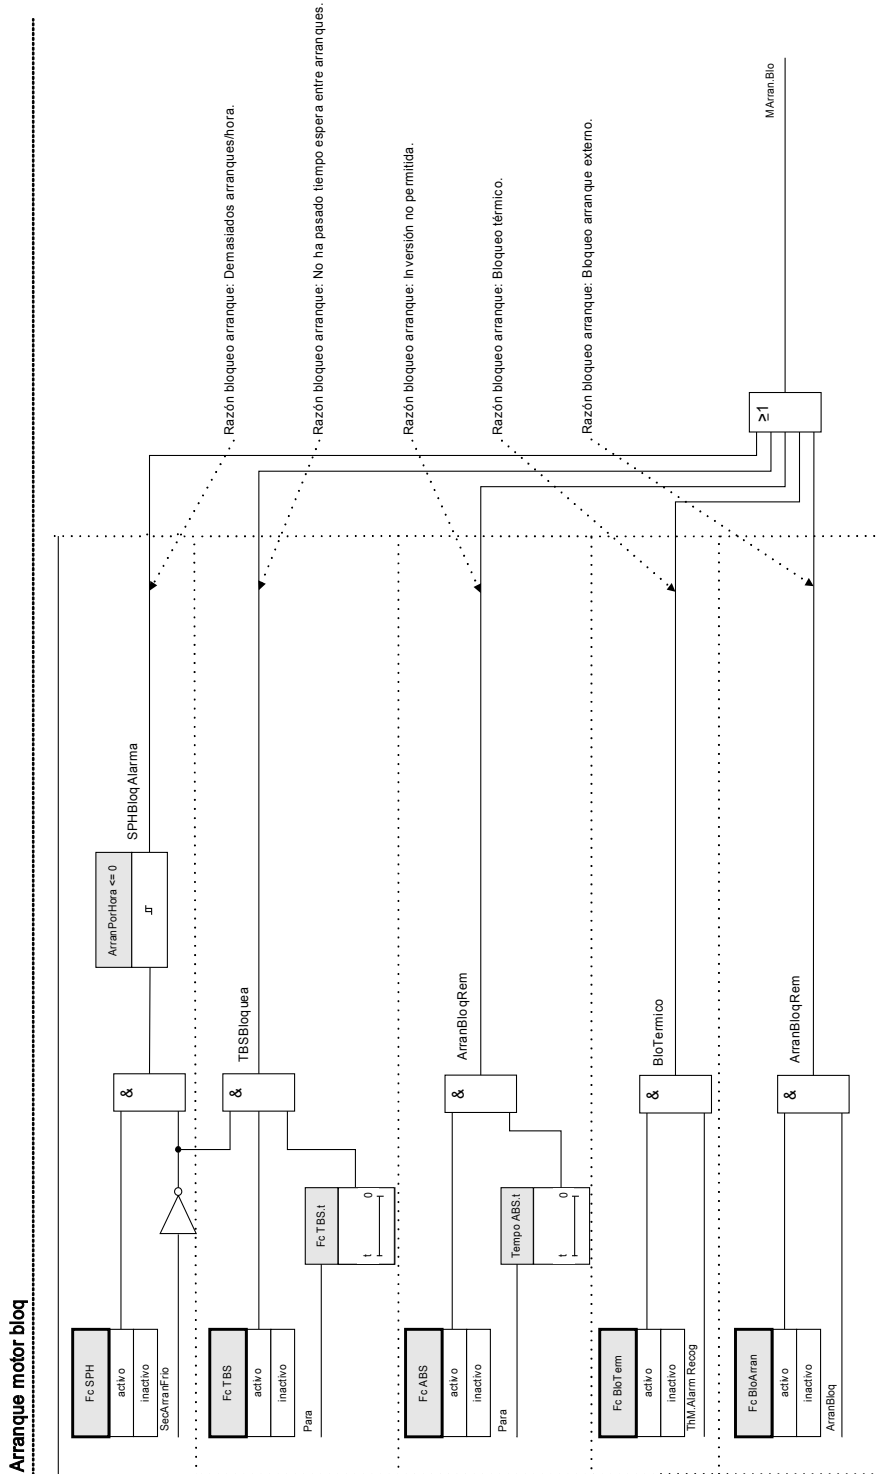 Arranque motor bloq
Fc SPH
activo
inactivo
SecArranFrio
&
ArranPorHora <= 0
SPHBloqAlarma
Razón bloqueo arranque: Demasiados arranques/hora.
Fc TBS
activo
inactivo
Para
Fc TBS.t
t 0
&
TBSBloquea
Razón bloqueo arranque: No ha pasado tiempo espera entre arranques.
Fc ABS
activo
inactivo
Para
Tempo ABS.t
t 0
&
ArranBloqRem
Razón bloqueo arranque: Inversión no permitida.
Fc BloTerm
activo
inactivo
ThM.Alarm Recog
&
BloTermico
Razón bloqueo arranque: Bloqueo térmico.
Fc BloArran
activo
inactivo
ArranBloq
&
ArranBloqRem
Razón bloqueo arranque: Bloqueo arranque externo.
≥1
MArran.Blo